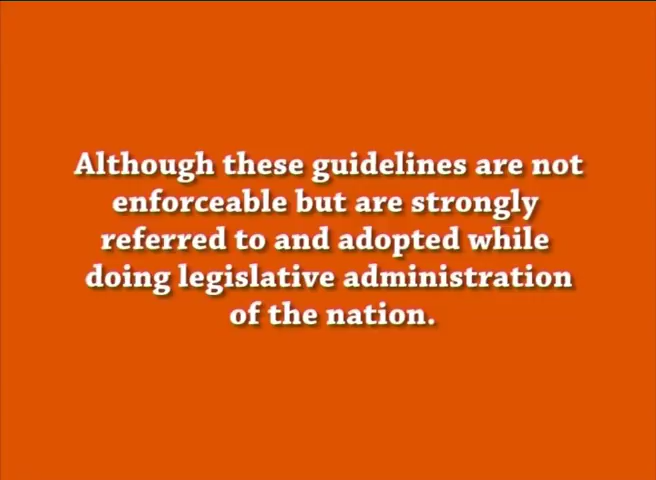 Although these guidelines are not
enforceable but are strongly
referred to and adopted while
doing legislative administration
of the nation.